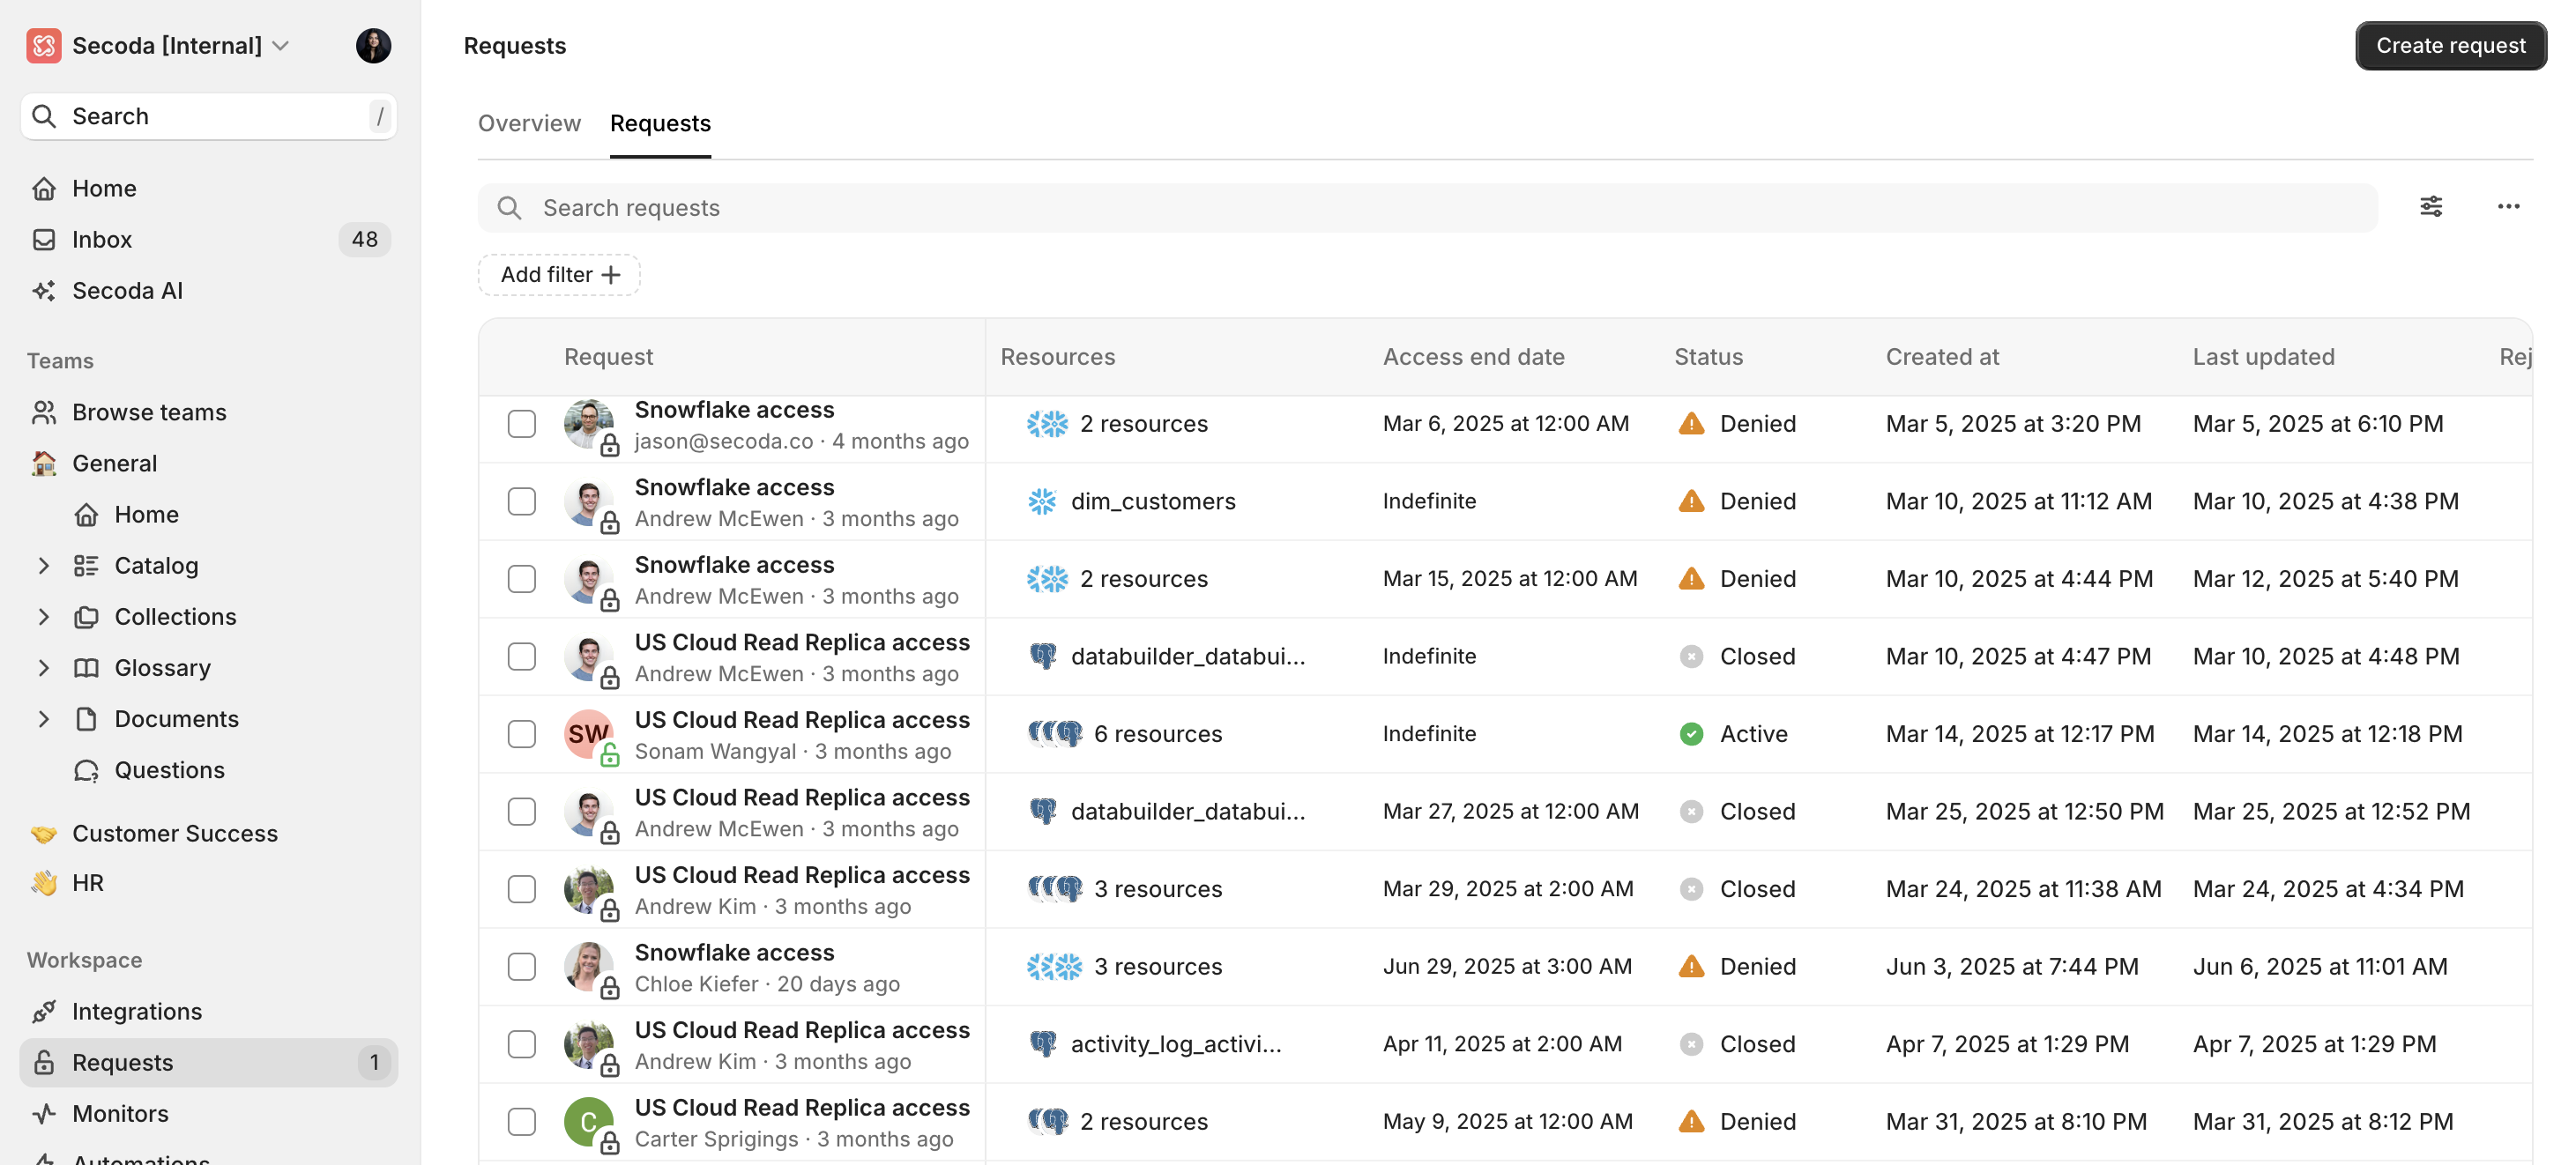 Secoda [Internal]
Search /
Home
Inbox 48
Secoda AI
Teams
Browse teams
General
Home
Catalog
Collections
Glossary
Documents
Questions
Customer Success
HR
Workspace
Integrations
Requests 1
Monitors
Automations
Requests
Create request
Overview Requests
Search requests
Add filter
Request Resources Access end date Status Created at Last updated Rej
Snowflake access
jason@secoda.co · 4 months ago
2 resources Mar 6, 2025 at 12:00 AM Denied Mar 5, 2025 at 3:20 PM Mar 5, 2025 at 6:10 PM
Snowflake access
Andrew McEwen · 3 months ago
dim_customers Indefinite Denied Mar 10, 2025 at 11:12 AM Mar 10, 2025 at 4:38 PM
Snowflake access
Andrew McEwen · 3 months ago
2 resources Mar 15, 2025 at 12:00 AM Denied Mar 10, 2025 at 4:44 PM Mar 12, 2025 at 5:40 PM
US Cloud Read Replica access
Andrew McEwen · 3 months ago
databuilder_databui... Indefinite Closed Mar 10, 2025 at 4:47 PM Mar 10, 2025 at 4:48 PM
SW
US Cloud Read Replica access
Sonam Wangyal · 3 months ago
6 resources Indefinite Active Mar 14, 2025 at 12:17 PM Mar 14, 2025 at 12:18 PM
US Cloud Read Replica access
Andrew McEwen · 3 months ago
databuilder_databui... Mar 27, 2025 at 12:00 AM Closed Mar 25, 2025 at 12:50 PM Mar 25, 2025 at 12:52 PM
US Cloud Read Replica access
Andrew Kim · 3 months ago
3 resources Mar 29, 2025 at 2:00 AM Closed Mar 24, 2025 at 11:38 AM Mar 24, 2025 at 4:34 PM
Snowflake access
Chloe Kiefer · 20 days ago
3 resources Jun 29, 2025 at 3:00 AM Denied Jun 3, 2025 at 7:44 PM Jun 6, 2025 at 11:01 AM
US Cloud Read Replica access
Andrew Kim · 3 months ago
activity_log_activi... Apr 11, 2025 at 2:00 AM Closed Apr 7, 2025 at 1:29 PM Apr 7, 2025 at 1:29 PM
C
US Cloud Read Replica access
Carter Sprigings · 3 months ago
2 resources May 9, 2025 at 12:00 AM Denied Mar 31, 2025 at 8:10 PM Mar 31, 2025 at 8:12 PM